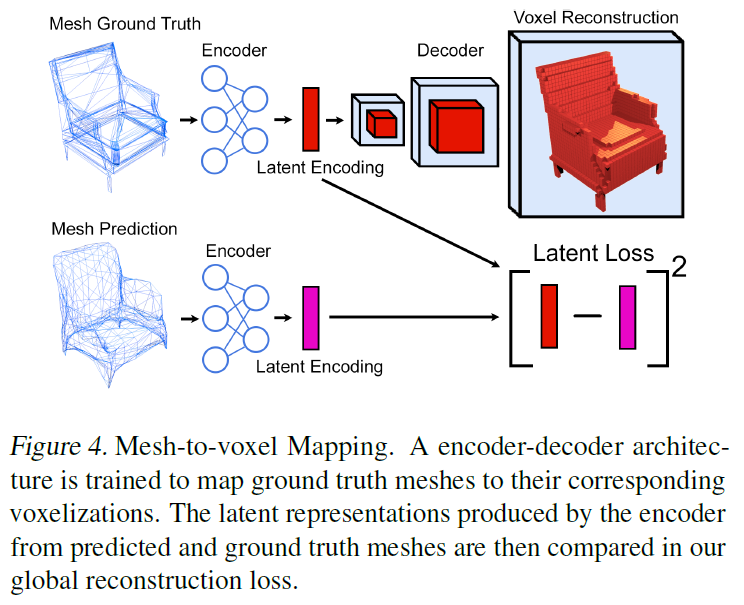 Mesh Ground Truth
Encoder
Decoder
Voxel Reconstruction
Latent Encoding
Mesh Prediction
Encoder
Latent Encoding
Latent Loss
2
Figure 4. Mesh-to-voxel Mapping. A encoder-decoder architec-
ture is trained to map ground truth meshes to their corresponding
voxelizations. The latent representations produced by the encoder
from predicted and ground truth meshes are then compared in our
global reconstruction loss.